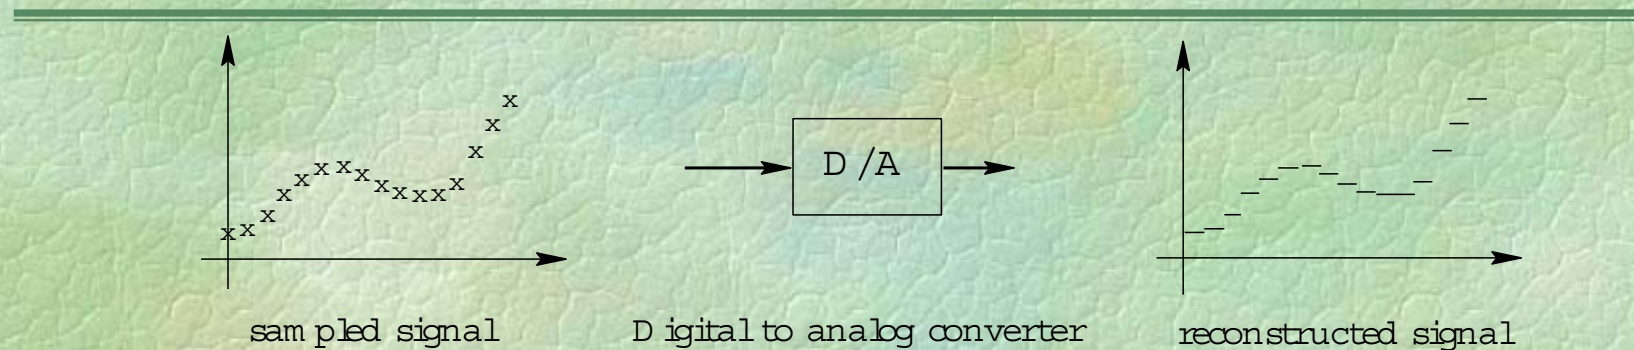 D/A
sampled signal
Digital to analog converter
reconstructed signal